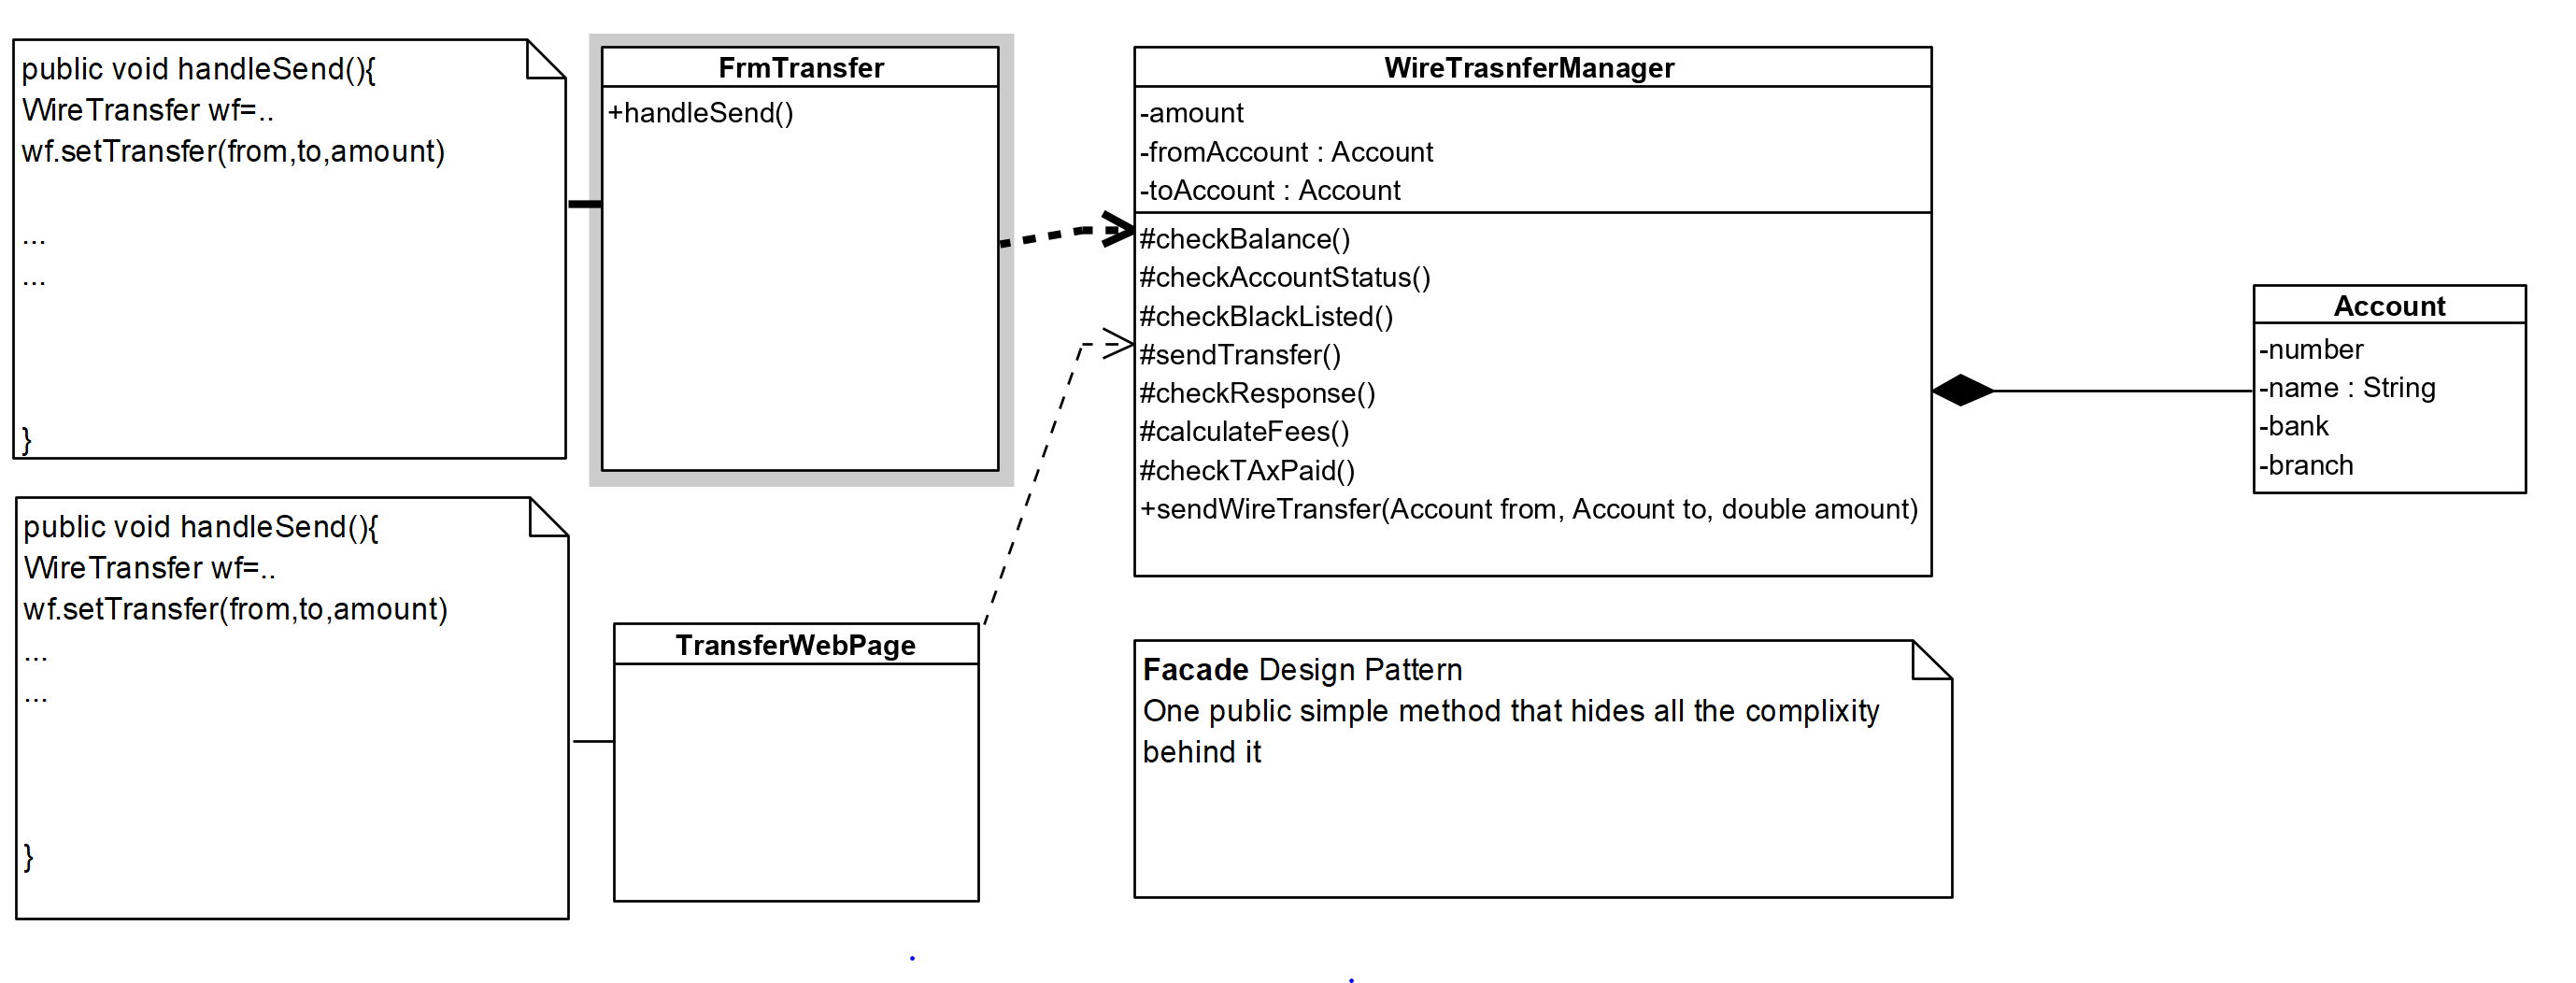 public void handleSend(){
WireTransfer wf=..
wf.setTransfer(from,to,amount)
...
...
}
FrmTransfer
+handleSend()
WireTrasnferManager
-amount
-fromAccount : Account
-toAccount : Account
#checkBalance()
#checkAccountStatus()
#checkBlackListed()
#sendTransfer()
#checkResponse()
#calculateFees()
#checkTAxPaid()
+sendWireTransfer(Account from, Account to, double amount)
Account
-number
-name : String
-bank
-branch
public void handleSend(){
WireTransfer wf=..
wf.setTransfer(from,to,amount)
...
...
}
TransferWebPage
Facade Design Pattern
One public simple method that hides all the complixity
behind it